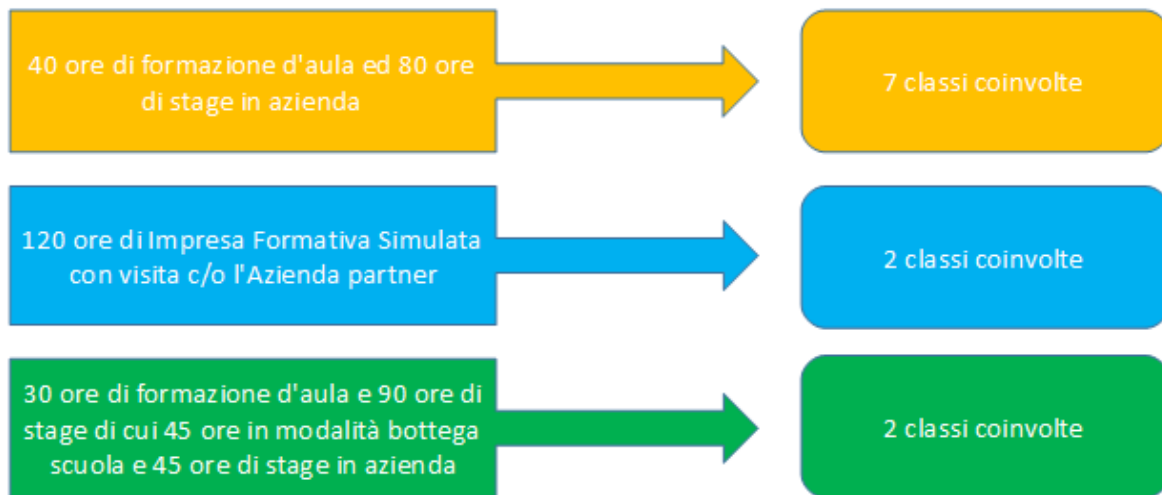 40 ore di formazione d'aula ed 80 ore
di stage in azienda
7 classi coinvolte
120 ore di Impresa Formativa Simulata
con visita c/o l'Azienda partner
2 classi coinvolte
30 ore di formazione d'aula e 90 ore di
stage di cui 45 ore in modalità bottega
scuola e 45 ore di stage in azienda
2 classi coinvolte